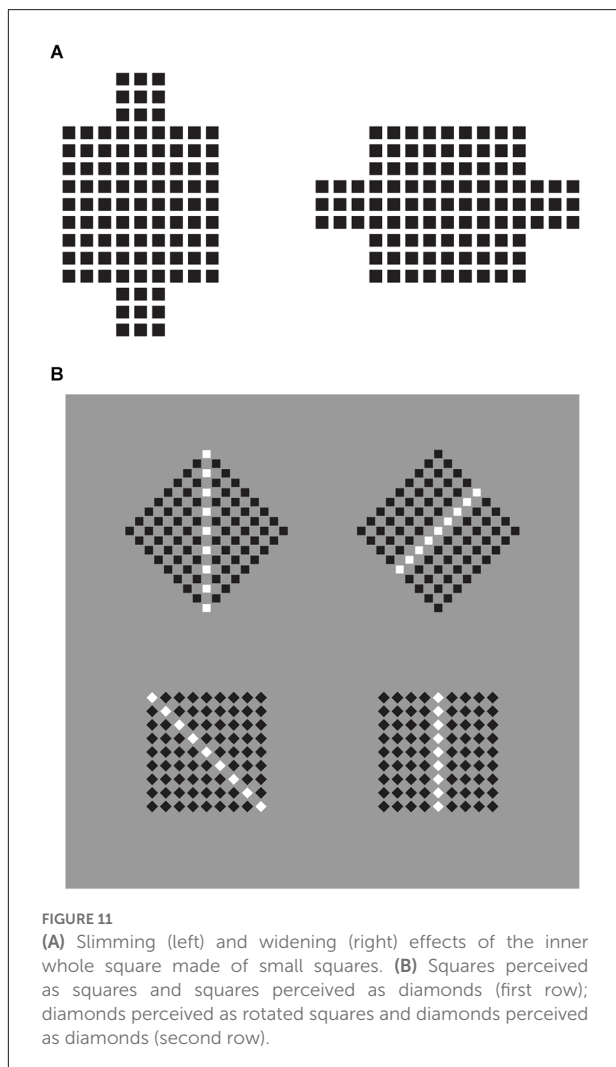 A
B
FIGURE 11
(A) Slimming (left) and widening (right) effects of the inner
whole square made of small squares. (B) Squares perceived
as squares and squares perceived as diamonds (first row);
diamonds perceived as rotated squares and diamonds perceived
as diamonds (second row).